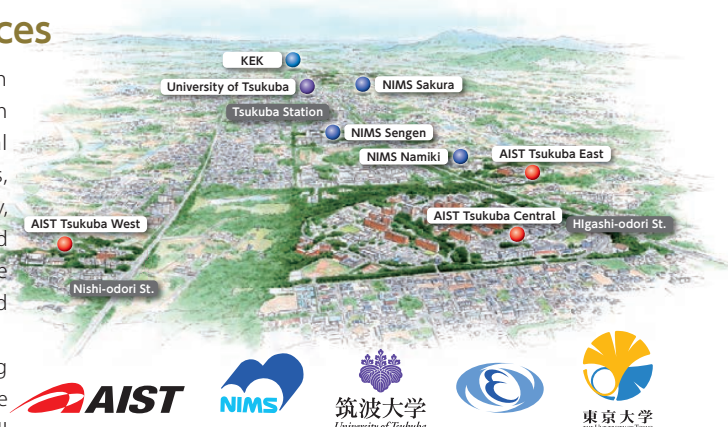 ces
KEK
University of Tsukuba
NIMS Sakura
Tsukuba Station
NIMS Sengen
NIMS Namiki
AIST Tsukuba East
AIST Tsukuba West
AIST Tsukuba Central
HIgashi-odori St.
Nishi-odori St.
AIST
NIMS
筑波大学
University of Tsukuba
東京大学